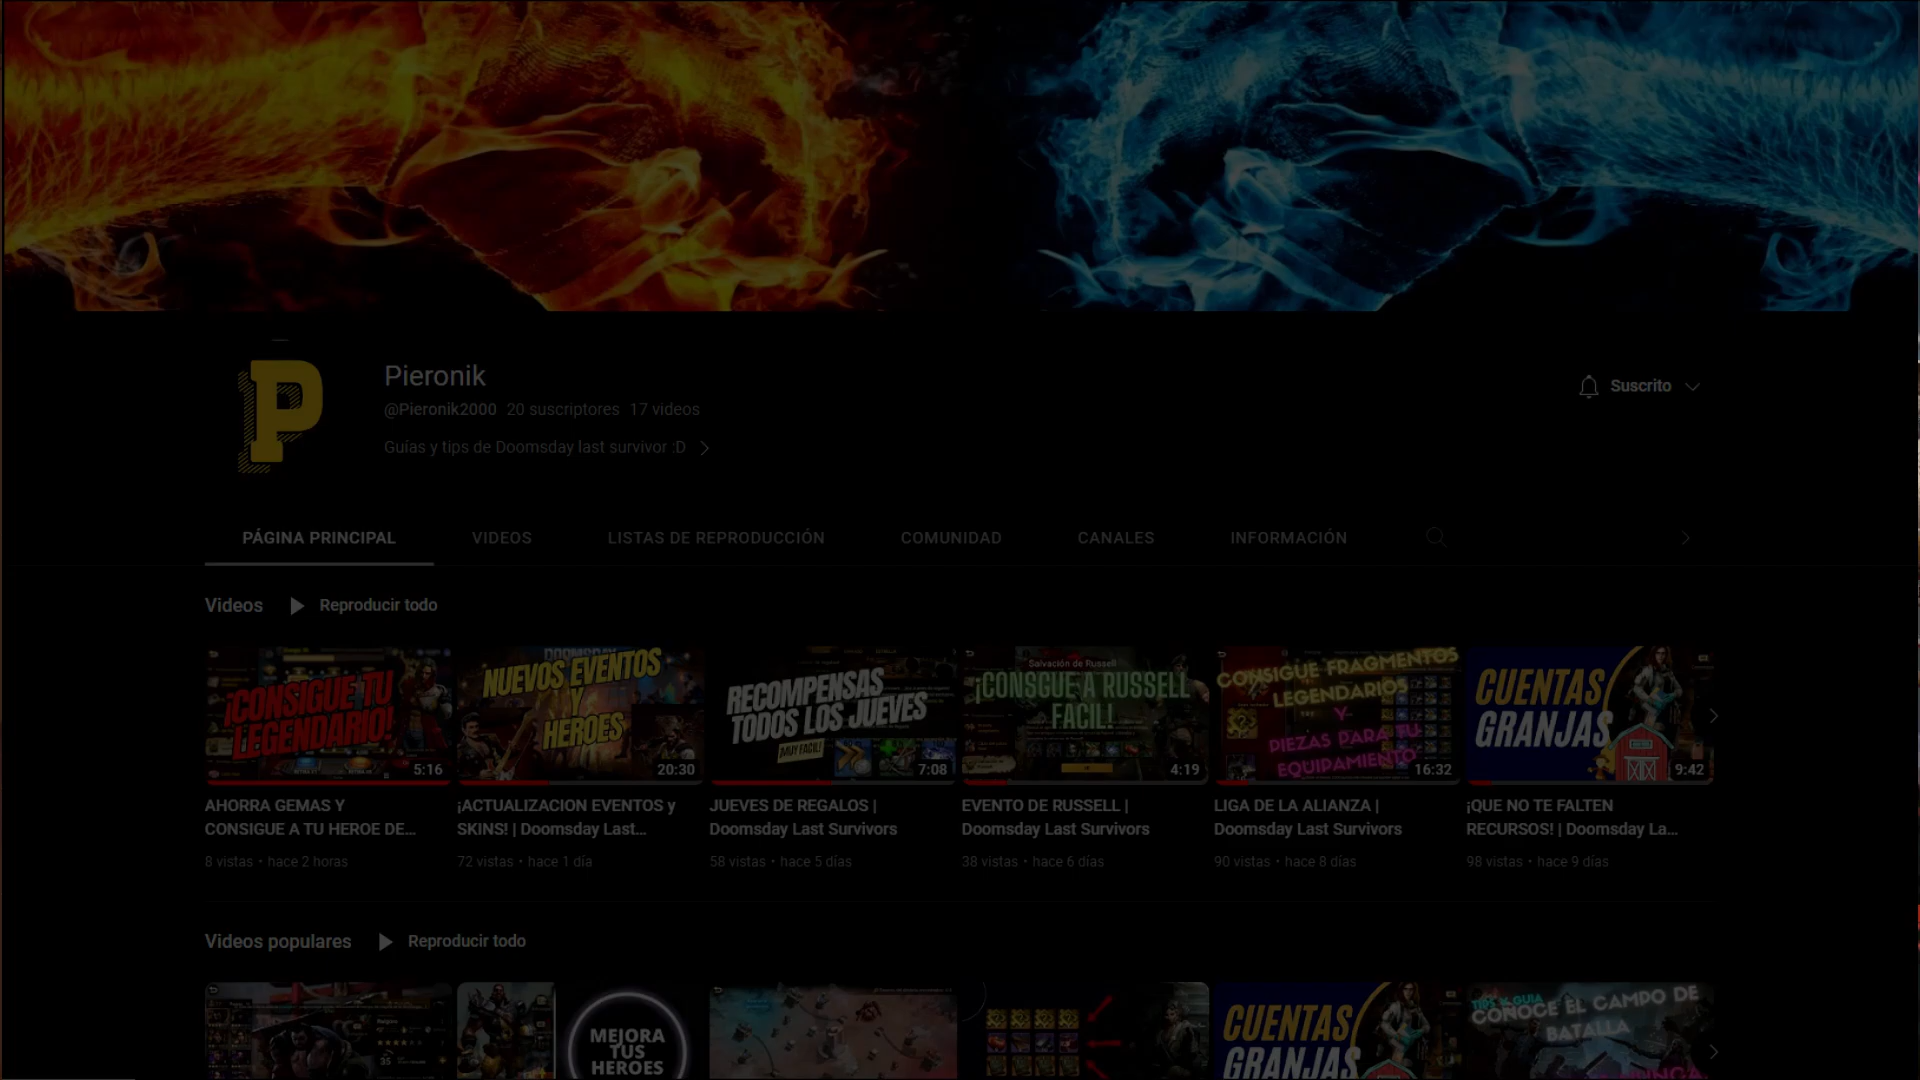 P
Pieronik
@Pieronik2000 20 suscriptores 17 videos
Guías y tips de Doomsday last survivor :D
Suscrito
PÁGINA PRINCIPAL VIDEOS LISTAS DE REPRODUCCIÓN COMUNIDAD CANALES INFORMACIÓN
Videos Reproducir todo
¡CONSIGUE TU
LEGENDARIO!
5:16
DOOMSDAY
NUEVOS EVENTOS
Y
HEROES
20:30
RECOMPENSAS
TODOS LOS JUEVES
¡MUY FACIL!
7:08
Salvación de Russell
¡CONSGUE A RUSSELL
FACIL!
4:19
CONSIGUE FRAGMENTOS
LEGENDARIOS
Y
PIEZAS PARA TU
EQUIPAMIENTO
16:32
CUENTAS
GRANJAS
9:42
AHORRA GEMAS Y
CONSIGUE A TU HEROE DE...
8 vistas • hace 2 horas
¡ACTUALIZACION EVENTOS y
SKINS! | Doomsday Last...
72 vistas • hace 1 día
JUEVES DE REGALOS |
Doomsday Last Survivors
58 vistas • hace 5 días
EVENTO DE RUSSELL |
Doomsday Last Survivors
38 vistas • hace 6 días
LIGA DE LA ALIANZA |
Doomsday Last Survivors
90 vistas • hace 8 días
¡QUE NO TE FALTEN
RECURSOS! | Doomsday La...
98 vistas • hace 9 días
Videos populares Reproducir todo
35
MEJORA
TUS
HEROES
CUENTAS
GRANJAS
TIPS Y GUIA
CONOCE EL CAMPO DE
BATALLA